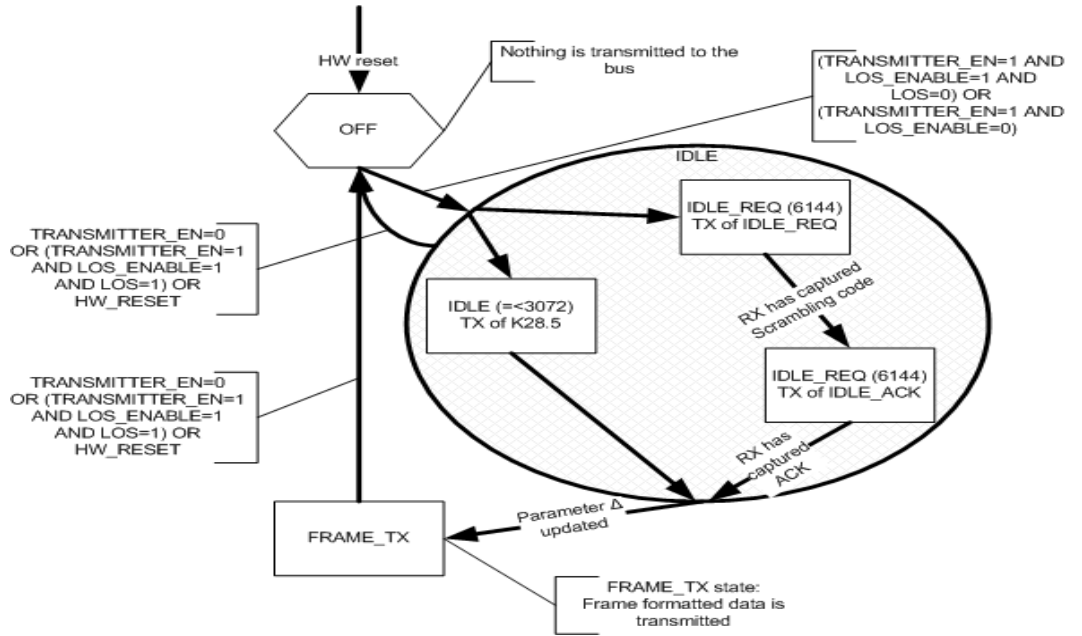 HW reset
Nothing is transmitted to the
bus
(TRANSMITTER_EN=1 AND
LOS_ENABLE=1 AND
LOS=0) OR
(TRANSMITTER_EN=1 AND
LOS_ENABLE=0)
OFF
IDLE
IDLE_REQ (6144)
TX of IDLE_REQ
TRANSMITTER_EN=0
OR (TRANSMITTER_EN=1
AND LOS_ENABLE=1
AND LOS=1) OR
HW_RESET
IDLE (=<3072)
TX of K28.5
RX has captured
Scrambling code
IDLE_REQ (6144)
TX of IDLE_ACK
TRANSMITTER_EN=0
OR (TRANSMITTER_EN=1
AND LOS_ENABLE=1
AND LOS=1) OR
HW_RESET
RX has
captured
ACK
Parameter Δ
updated
FRAME_TX
FRAME_TX state:
Frame formatted data is
transmitted